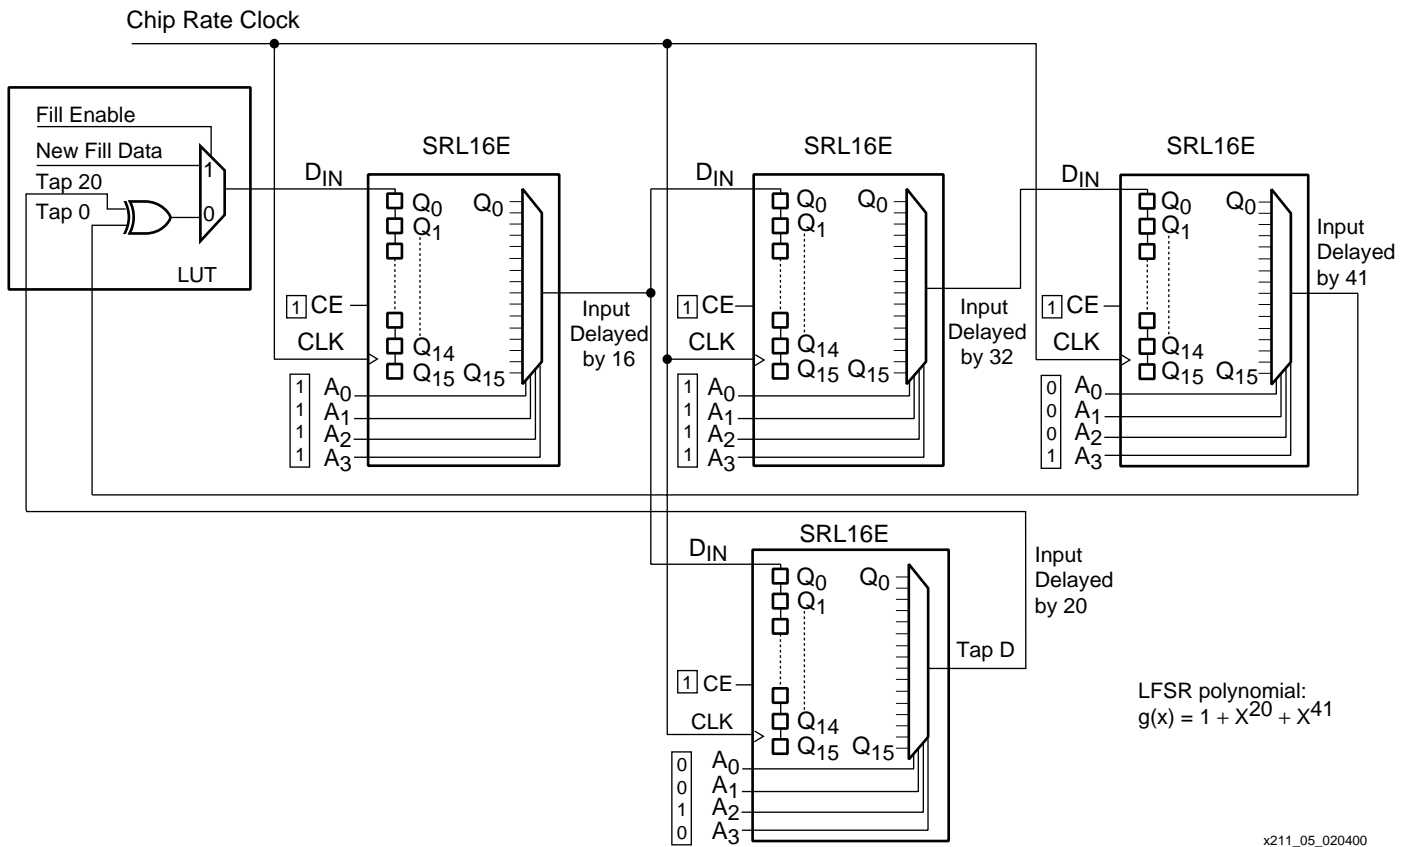 Chip Rate Clock
Fill Enable
New Fill Data
Tap 20
Tap 0
1
0
LUT
SRL16E
DIN
Q0
Q1
Q14
Q15
Q0
Q15
1 CE
CLK
1 A0
1 A1
1 A2
1 A3
Input
Delayed
by 16
SRL16E
DIN
Q0
Q1
Q14
Q15
Q0
Q15
1 CE
CLK
1 A0
1 A1
1 A2
1 A3
Input
Delayed
by 32
SRL16E
DIN
Q0
Q1
Q14
Q15
Q0
Q15
1 CE
CLK
0 A0
0 A1
0 A2
1 A3
Input
Delayed
by 41
SRL16E
DIN
Q0
Q1
Q14
Q15
Q0
Q15
1 CE
CLK
0 A0
0 A1
1 A2
0 A3
Tap D
Input
Delayed
by 20
LFSR polynomial:
g(x) = 1 + X20 + X41
x211_05_020400